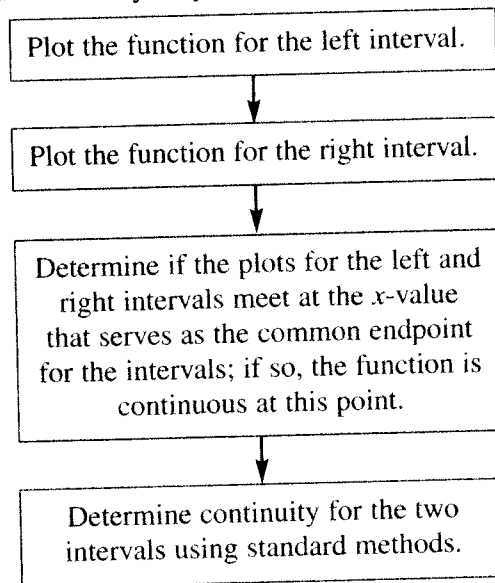 Plot the function for the left interval.
Plot the function for the right interval.
Determine if the plots for the left and
right intervals meet at the x-value
that serves as the common endpoint
for the intervals; if so, the function is
continuous at this point.
Determine continuity for the two
intervals using standard methods.